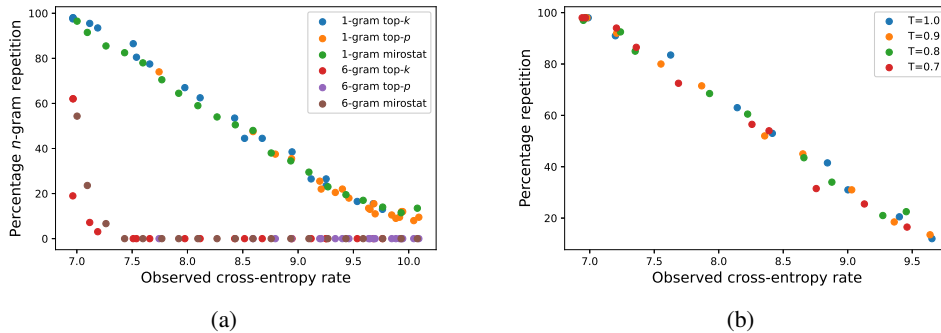 Percentage n-gram repetition
100
80
60
40
20
0
7.0 7.5 8.0 8.5 9.0 9.5 10.0
Observed cross-entropy rate
1-gram top-k
1-gram top-p
1-gram mirostat
6-gram top-k
6-gram top-p
6-gram mirostat
(a)
Percentage repetition
100
80
60
40
20
7.0 7.5 8.0 8.5 9.0 9.5
Observed cross-entropy rate
T=1.0
T=0.9
T=0.8
T=0.7
(b)